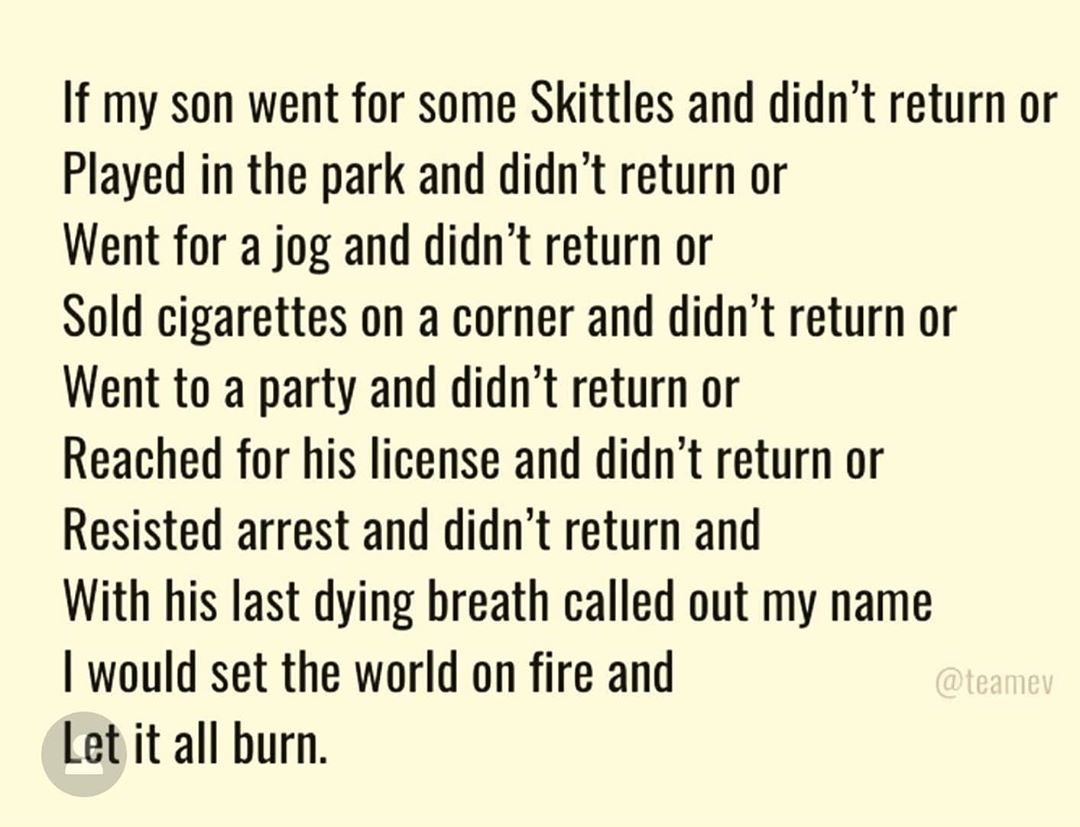 If my son went for some Skittles and didn’t return or
Played in the park and didn’t return or
Went for a jog and didn’t return or
Sold cigarettes on a corner and didn’t return or
Went to a party and didn’t return or
Reached for his license and didn’t return or
Resisted arrest and didn’t return and
With his last dying breath called out my name
I would set the world on fire and
@teamev
Let it all burn.